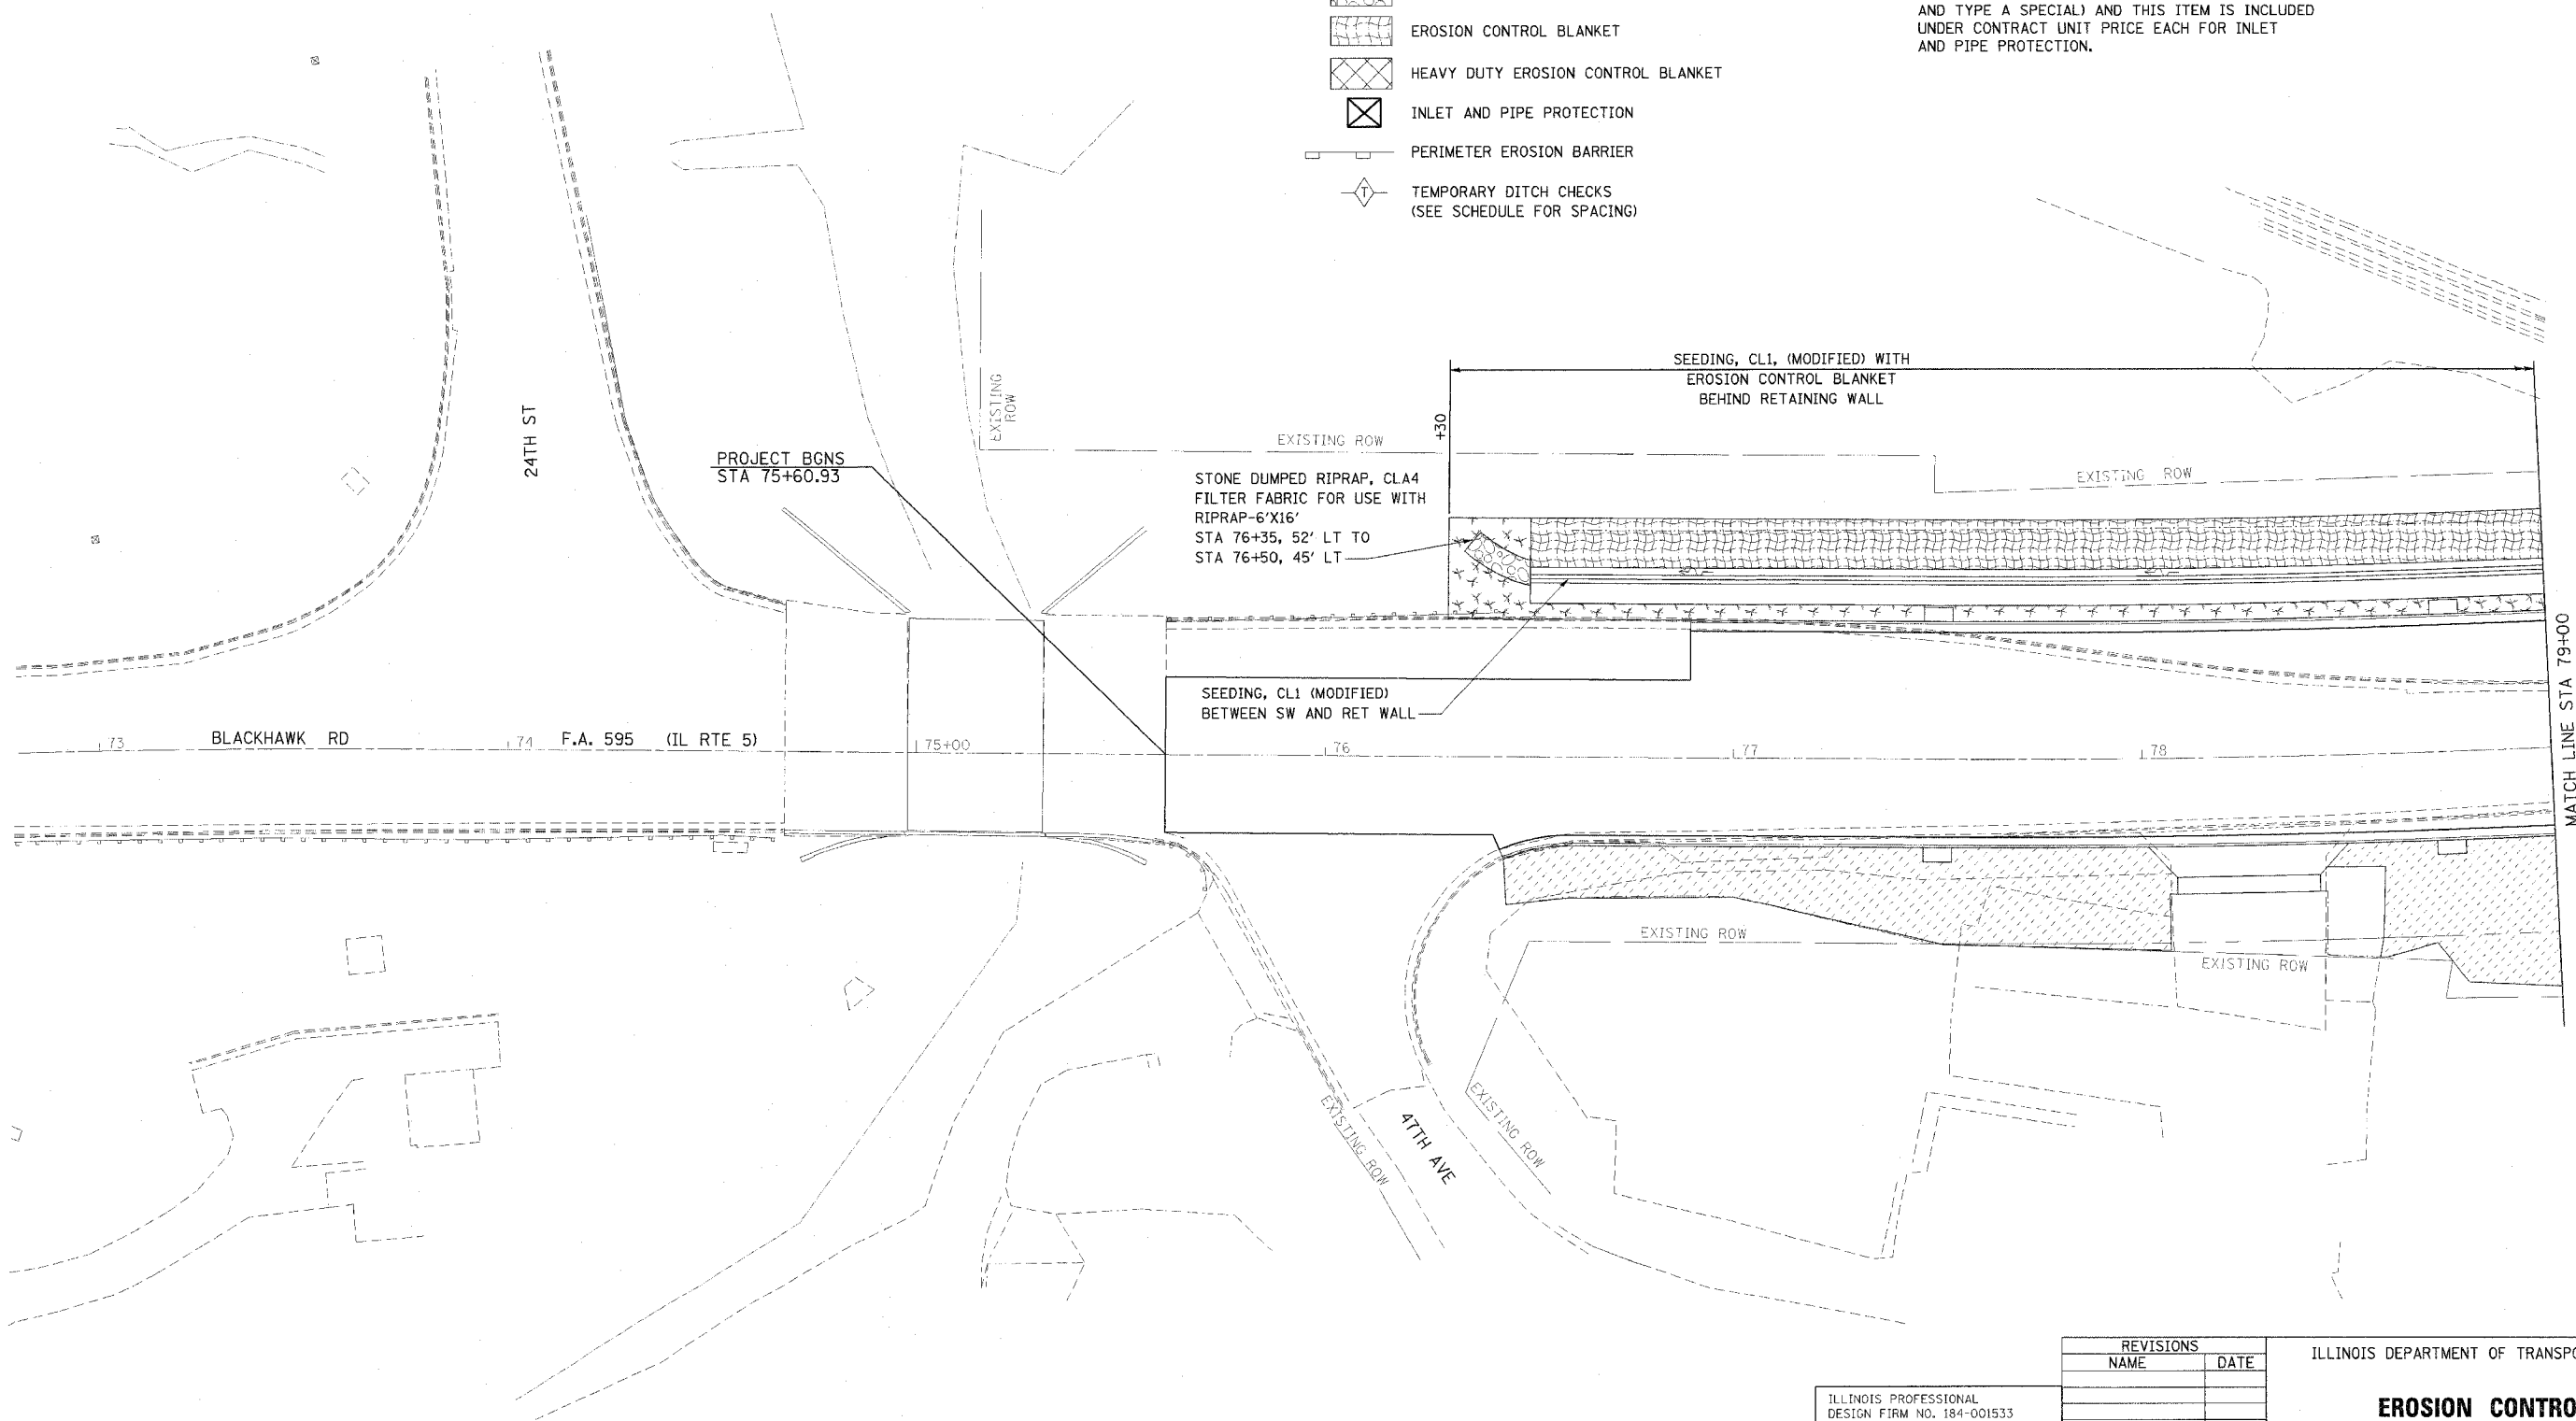 AND TYPE A SPECIAL) AND THIS ITEM IS INCLUDED
UNDER CONTRACT UNIT PRICE EACH FOR INLET
AND PIPE PROTECTION.
EROSION CONTROL BLANKET
HEAVY DUTY EROSION CONTROL BLANKET
INLET AND PIPE PROTECTION
PERIMETER EROSION BARRIER
T
TEMPORARY DITCH CHECKS
(SEE SCHEDULE FOR SPACING)
SEEDING, CL1, (MODIFIED) WITH
EROSION CONTROL BLANKET
BEHIND RETAINING WALL
+30
EXISTING
ROW
EXISTING ROW
EXISTING ROW
24TH ST
PROJECT BGNS
STA 75+60.93
STONE DUMPED RIPRAP, CLA4
FILTER FABRIC FOR USE WITH
RIPRAP-6'X16'
STA 76+35, 52' LT TO
STA 76+50, 45' LT
SEEDING, CL1 (MODIFIED)
BETWEEN SW AND RET WALL
MATCH LINE STA 79+00
73
BLACKHAWK RD
74
F.A. 595 (IL RTE 5)
75+00
76
77
78
EXISTING ROW
EXISTING ROW
EXISTING ROW
47TH AVE
EXISTING ROW
REVISIONS
NAME DATE
ILLINOIS DEPARTMENT OF TRANSPO
ILLINOIS PROFESSIONAL
DESIGN FIRM NO. 184-001533
EROSION CONTRO